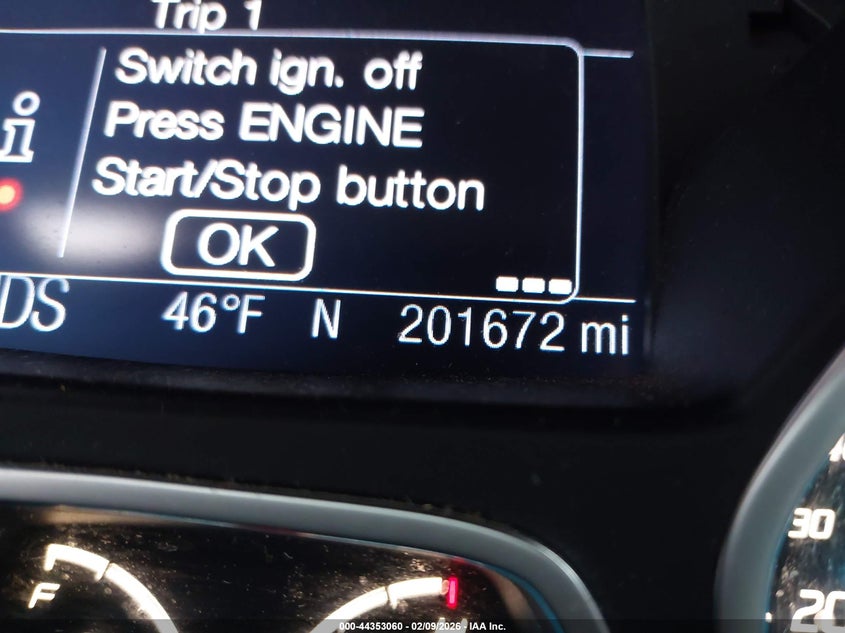 Trip 1
Switch ign. off
Press ENGINE
Start/Stop button
OK
46°F N 201672 mi
30
F
20
000-44353060 - 02/09/2026 - IAA Inc.